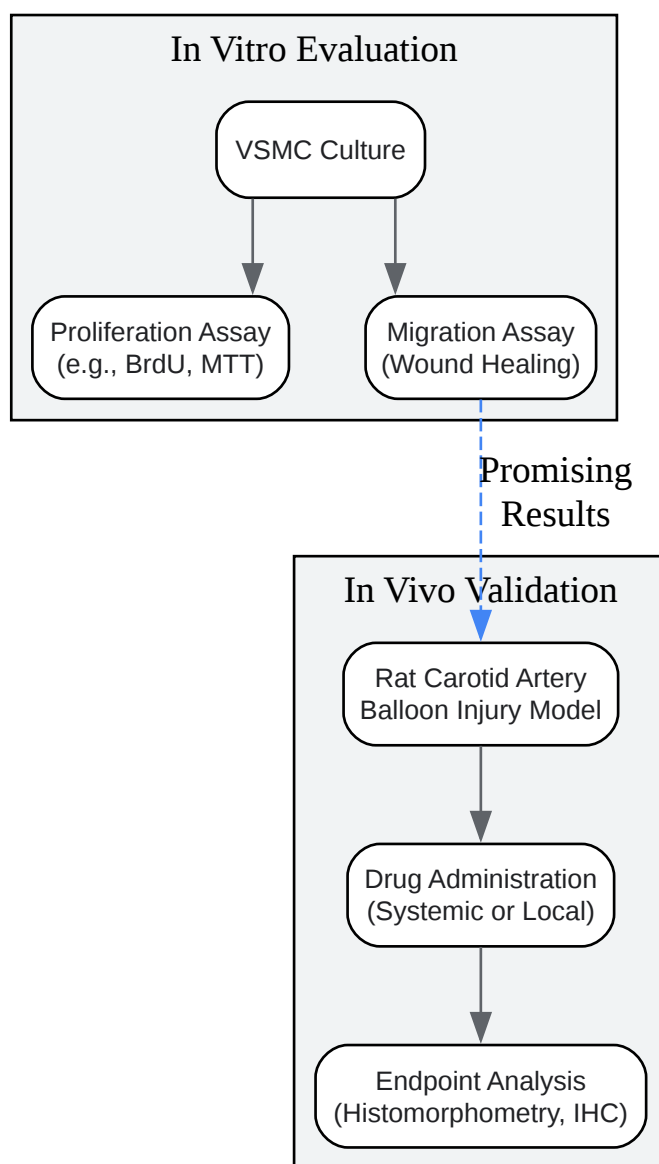 In Vitro Evaluation
VSMC Culture
Proliferation Assay
(e.g., BrdU, MTT)
Migration Assay
(Wound Healing)
Promising
Results
In Vivo Validation
Rat Carotid Artery
Balloon Injury Model
Drug Administration
(Systemic or Local)
Endpoint Analysis
(Histomorphometry, IHC)